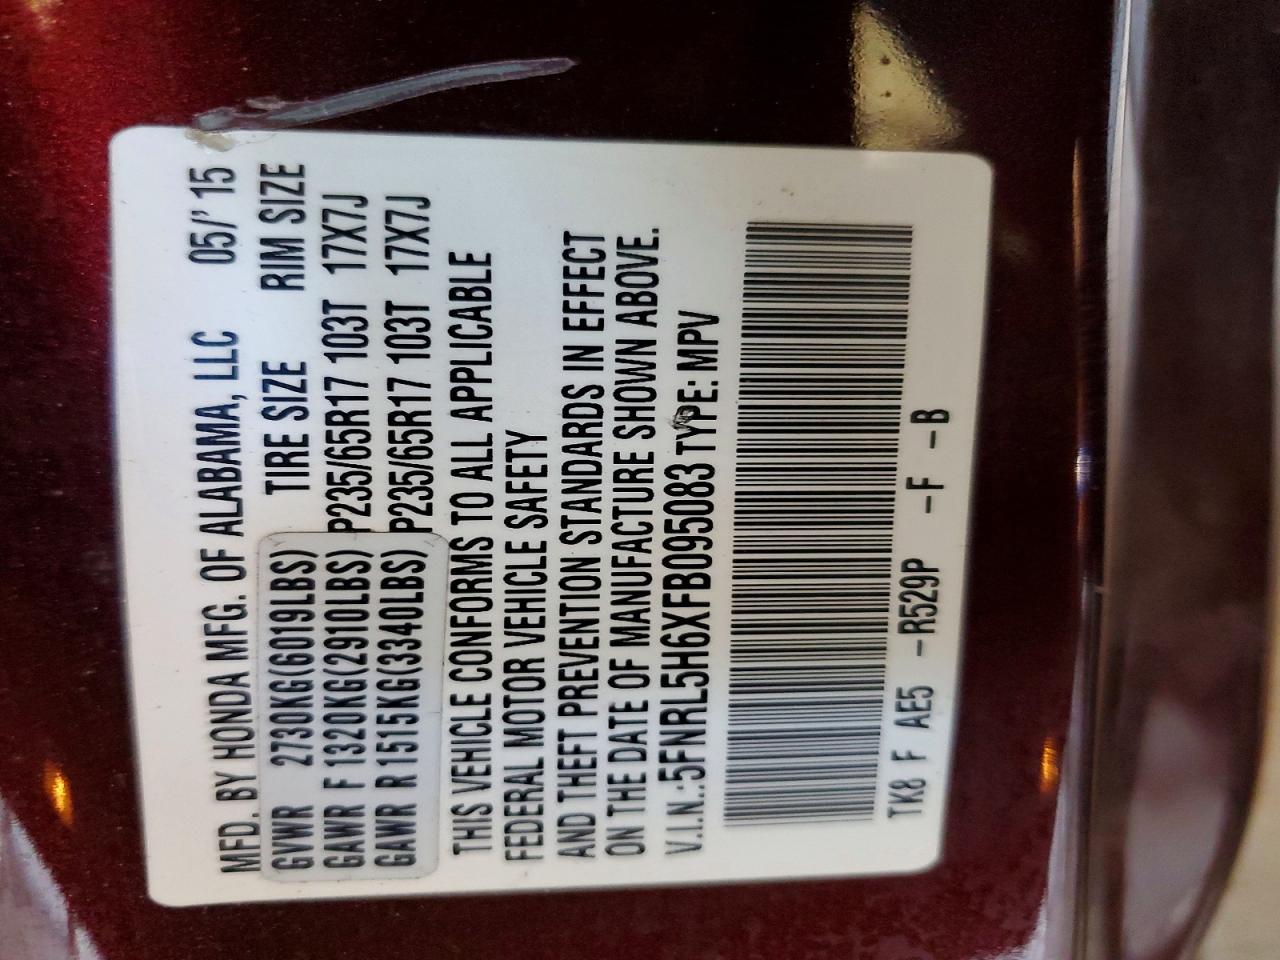 MFD. BY HONDA MFG. OF ALABAMA, LLC 05/' 15
GVWR 2730KG(6019LBS) TIRE SIZE RIM SIZE
GAWR F 1320KG(2910LBS) P235/65R17 103T 17X7J
GAWR R 1515KG(3340LBS) P235/65R17 103T 17X7J
THIS VEHICLE CONFORMS TO ALL APPLICABLE
FEDERAL MOTOR VEHICLE SAFETY
AND THEFT PREVENTION STANDARDS IN EFFECT
ON THE DATE OF MANUFACTURE SHOWN ABOVE.
V.I.N.:5FNRL5H6XFB095083 TYPE: MPV
TK8 F AE5 -R529P -F -B